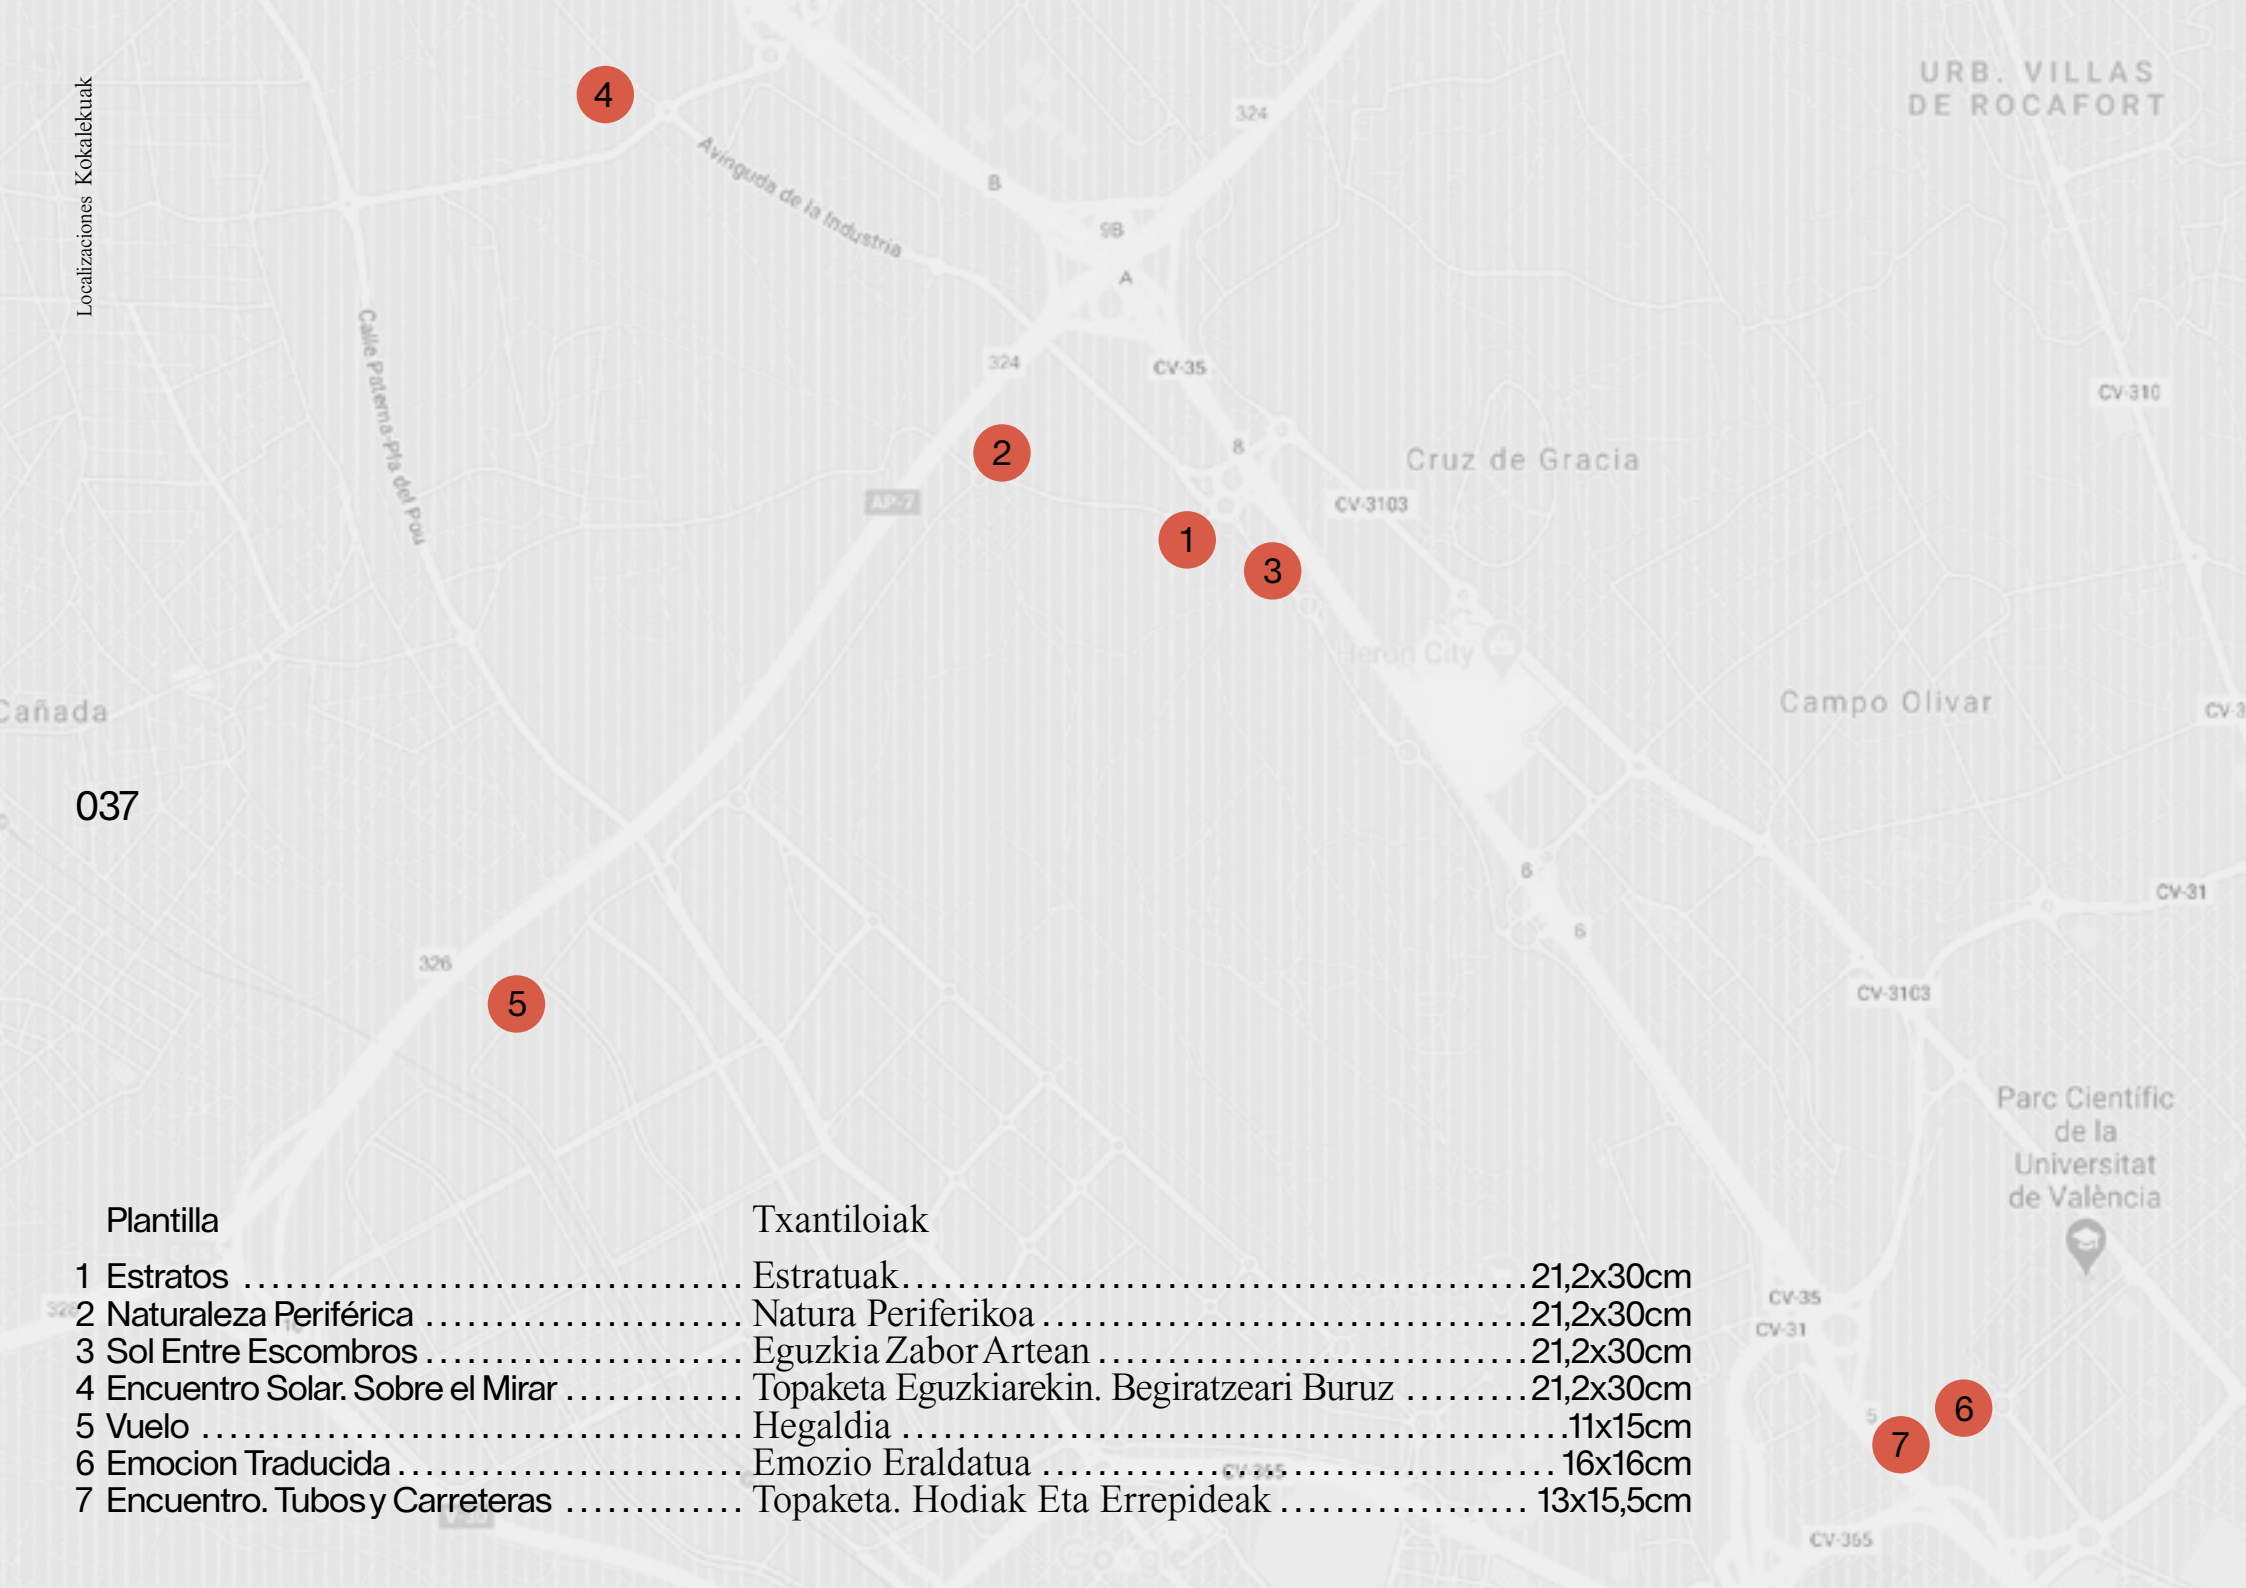 Localizaciones Kokalekuak
4
URB. VILLAS
DE ROCAFORT
324
Avinguda de la Industria
B
9B
A
Calle Paterna-Pla del Pou
324
CV-35
CV-310
2
8
Cruz de Gracia
AP-7
CV-3103
1
3
Heron City
Cañada
Campo Olivar
CV-3
037
6
CV-31
6
326
CV-3103
5
Parc Científic
de la
Universitat
de València
Plantilla Txantiloiak
1 Estratos Estratuak 21,2x30cm
2 Naturaleza Periférica Natura Periferikoa 21,2x30cm
3 Sol Entre Escombros Eguzkia Zabor Artean 21,2x30cm
4 Encuentro Solar. Sobre el Mirar Topaketa Eguzkiarekin. Begiratzeari Buruz 21,2x30cm
5 Vuelo Hegaldia 11x15cm
6 Emocion Traducida Emozio Eraldatua 16x16cm
7 Encuentro. Tubos y Carreteras Topaketa. Hodiak Eta Errepideak 13x15,5cm
CV-35
CV-31
5
6
7
CV-365
CV-365
Google